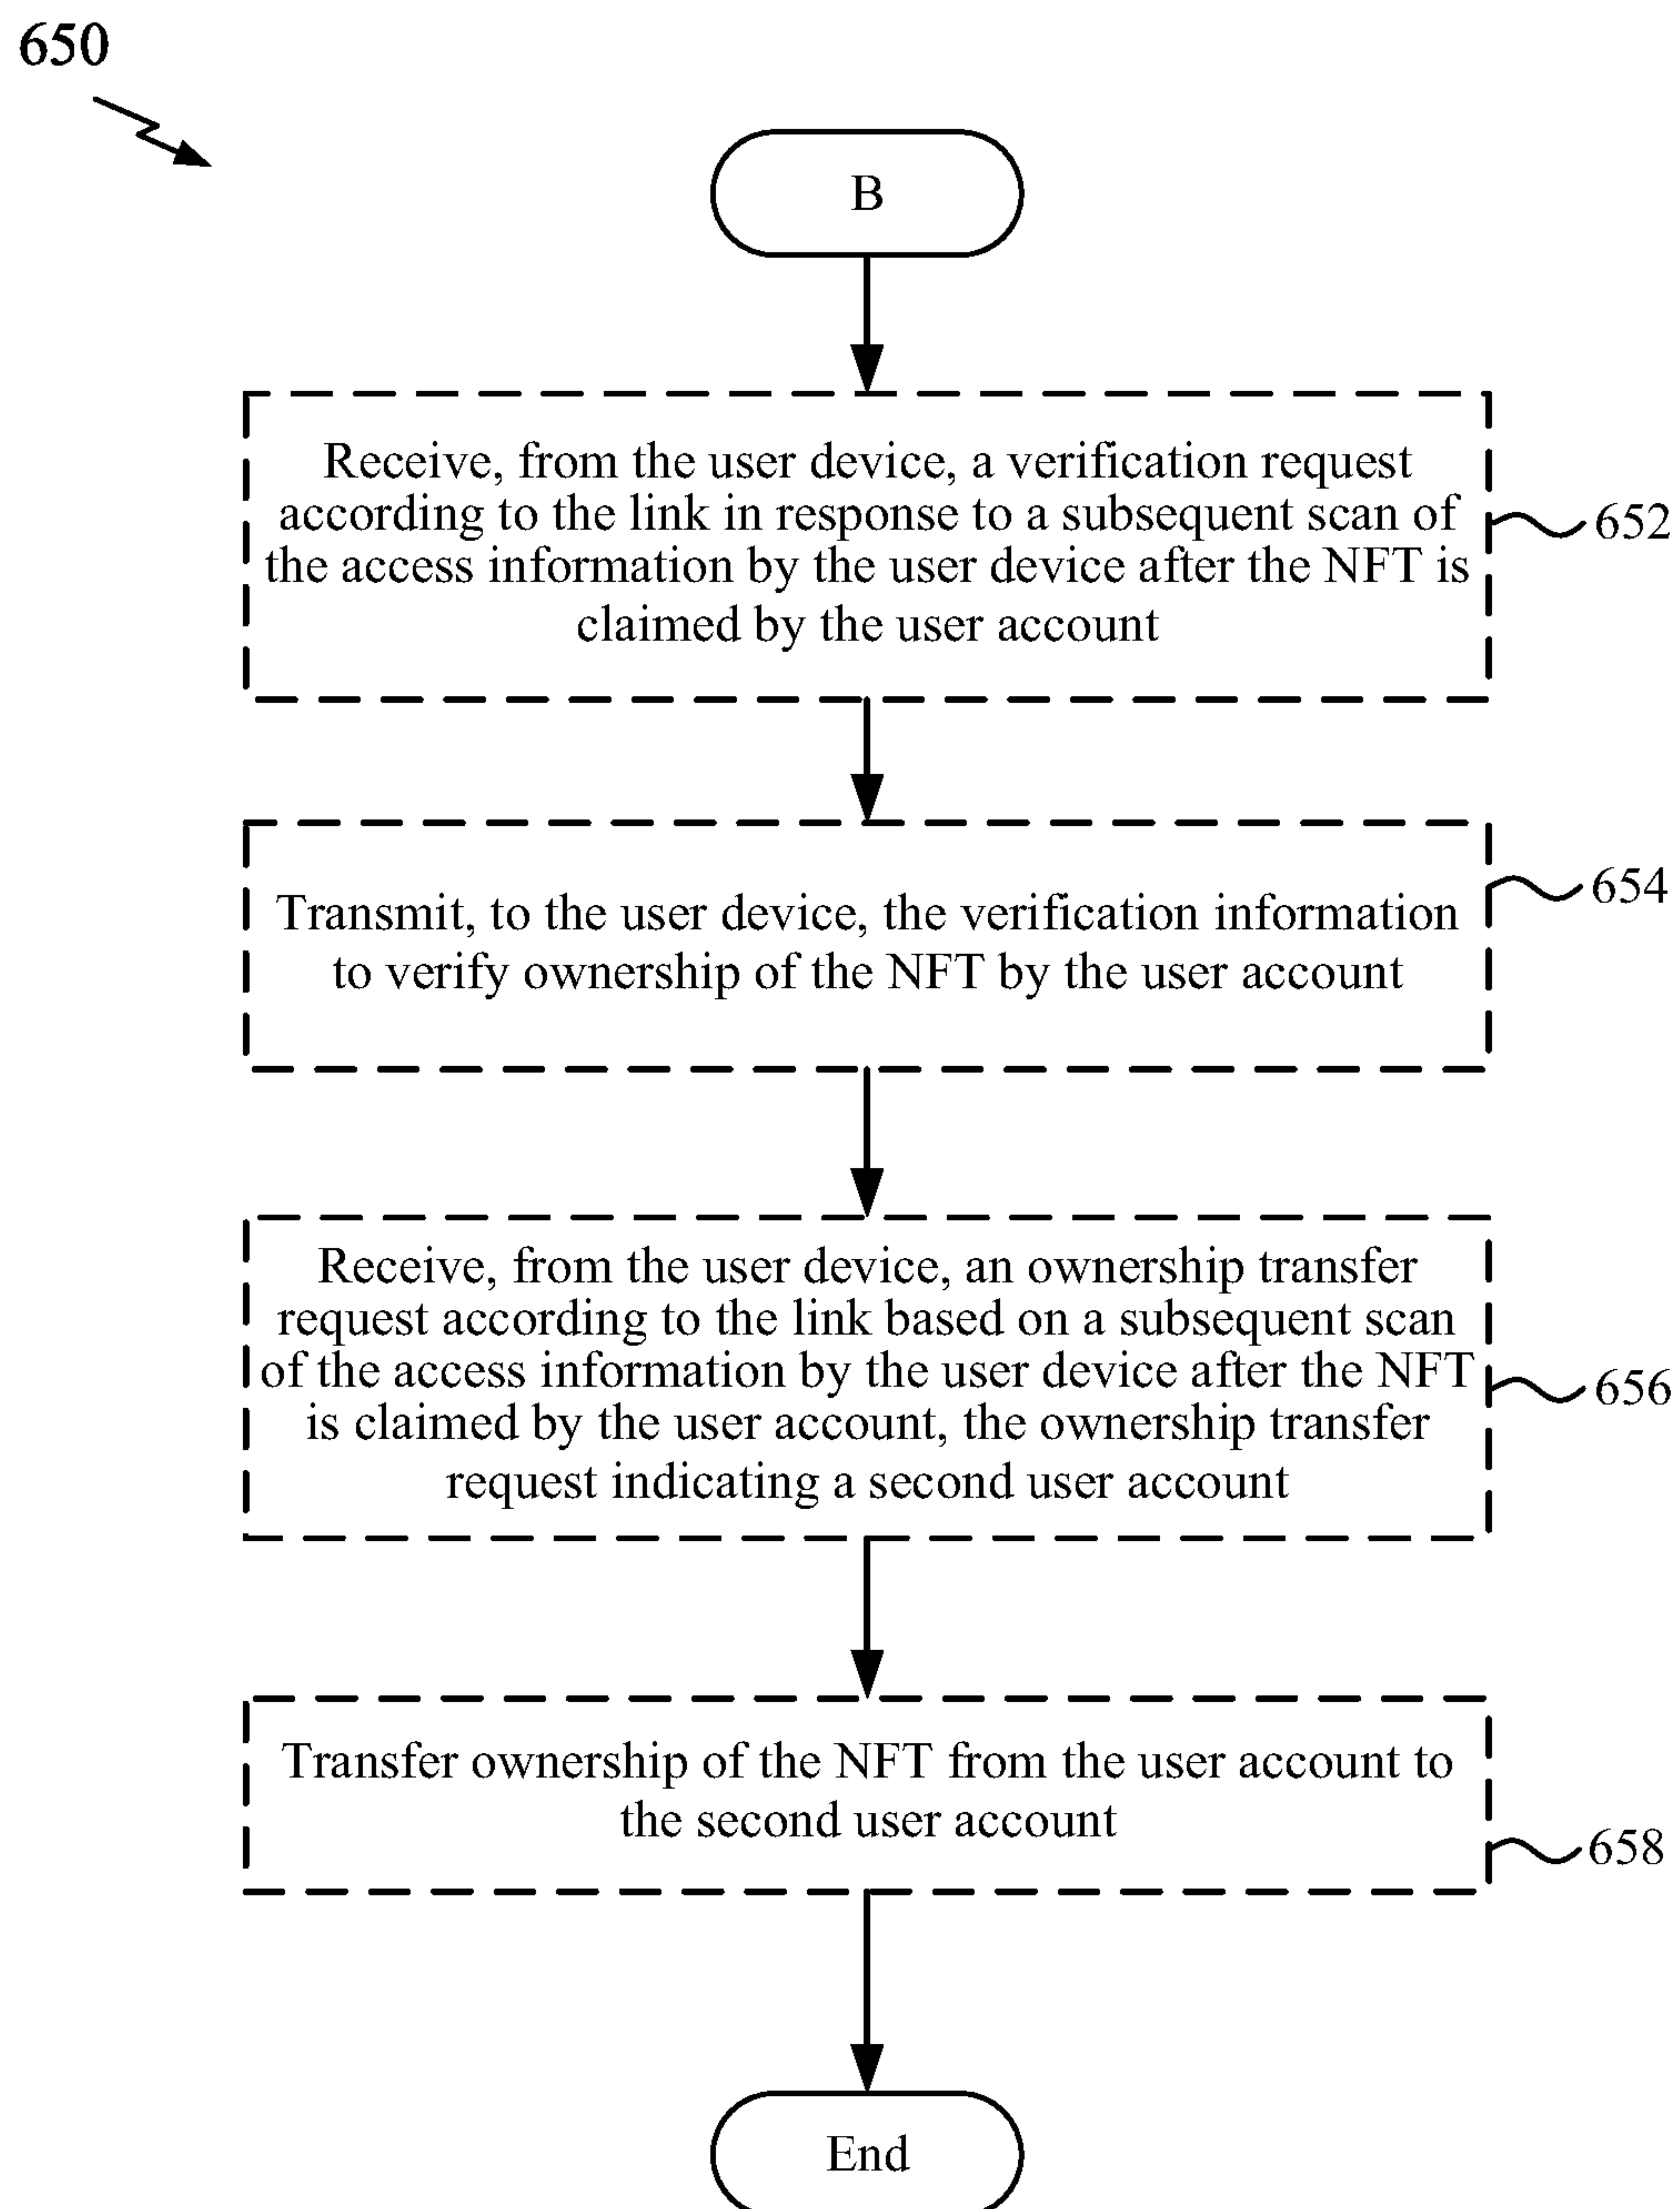 650
B
Receive, from the user device, a verification request
according to the link in response to a subsequent scan of
the access information by the user device after the NFT is
claimed by the user account
652
Transmit, to the user device, the verification information
to verify ownership of the NFT by the user account
654
Receive, from the user device, an ownership transfer
request according to the link based on a subsequent scan
of the access information by the user device after the NFT
is claimed by the user account, the ownership transfer
request indicating a second user account
656
Transfer ownership of the NFT from the user account to
the second user account
658
End